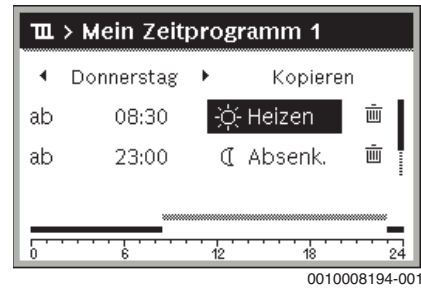 > Mein Zeitprogramm 1
Donnerstag Kopieren
ab 08:30 Heizen
ab 23:00 Absenk.
0 6 12 18 24
0010008194-001